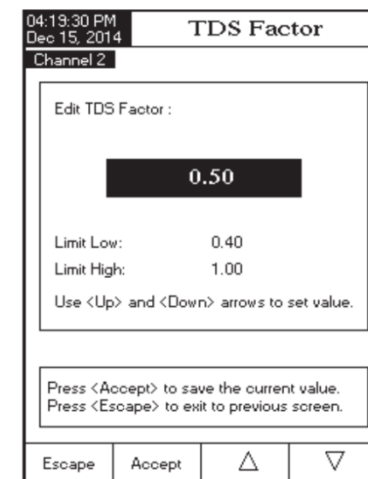 04:19:30 PM
Dec 15, 2014
TDS Factor
Channel 2
Edit TDS Factor :
0.50
Limit Low: 0.40
Limit High: 1.00
Use <Up> and <Down> arrows to set value.
Press <Accept> to save the current value.
Press <Escape> to exit to previous screen.
Escape Accept △ ▽